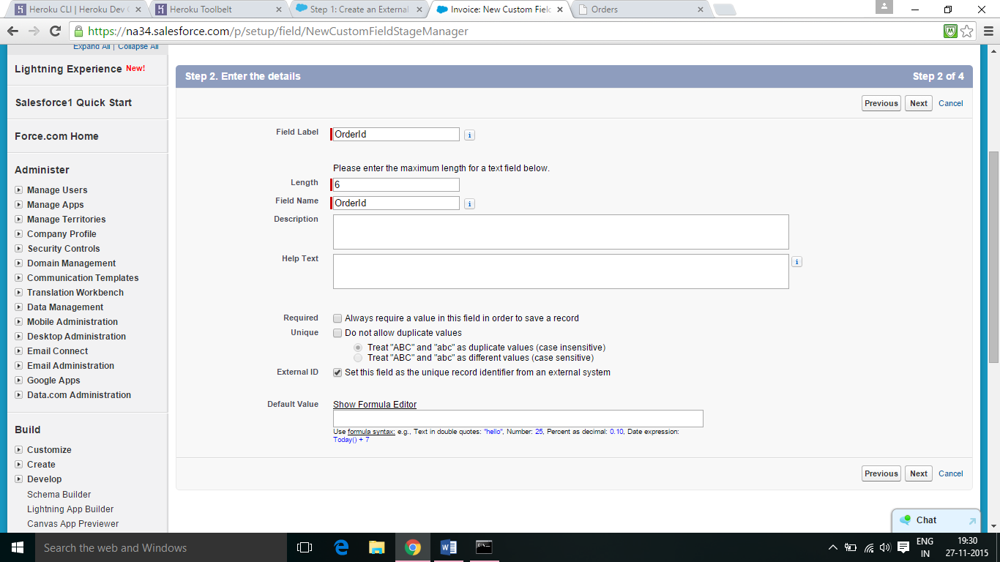 Heroku CLI | Heroku Dev C
Heroku Toolbelt
Step 1: Create an External
Invoice: New Custom Field
Orders
https://na34.salesforce.com/p/setup/field/NewCustomFieldStageManager
Expand All | Collapse All
Lightning Experience New!
Salesforce1 Quick Start
Force.com Home
Administer
Manage Users
Manage Apps
Manage Territories
Company Profile
Security Controls
Domain Management
Communication Templates
Translation Workbench
Data Management
Mobile Administration
Desktop Administration
Email Connect
Email Administration
Google Apps
Data.com Administration
Build
Customize
Create
Develop
Schema Builder
Lightning App Builder
Canvas App Previewer
Step 2. Enter the details Step 2 of 4
Previous Next Cancel
Field Label OrderId i
Please enter the maximum length for a text field below.
Length 6
Field Name OrderId i
Description
Help Text i
Required Always require a value in this field in order to save a record
Unique Do not allow duplicate values
Treat "ABC" and "abc" as duplicate values (case insensitive)
Treat "ABC" and "abc" as different values (case sensitive)
External ID Set this field as the unique record identifier from an external system
Default Value Show Formula Editor
Use formula syntax: e.g., Text in double quotes: "hello", Number: 25, Percent as decimal: 0.10, Date expression:
Today() + 7
Previous Next Cancel
Chat
Search the web and Windows
ENG
IN
19:30
27-11-2015